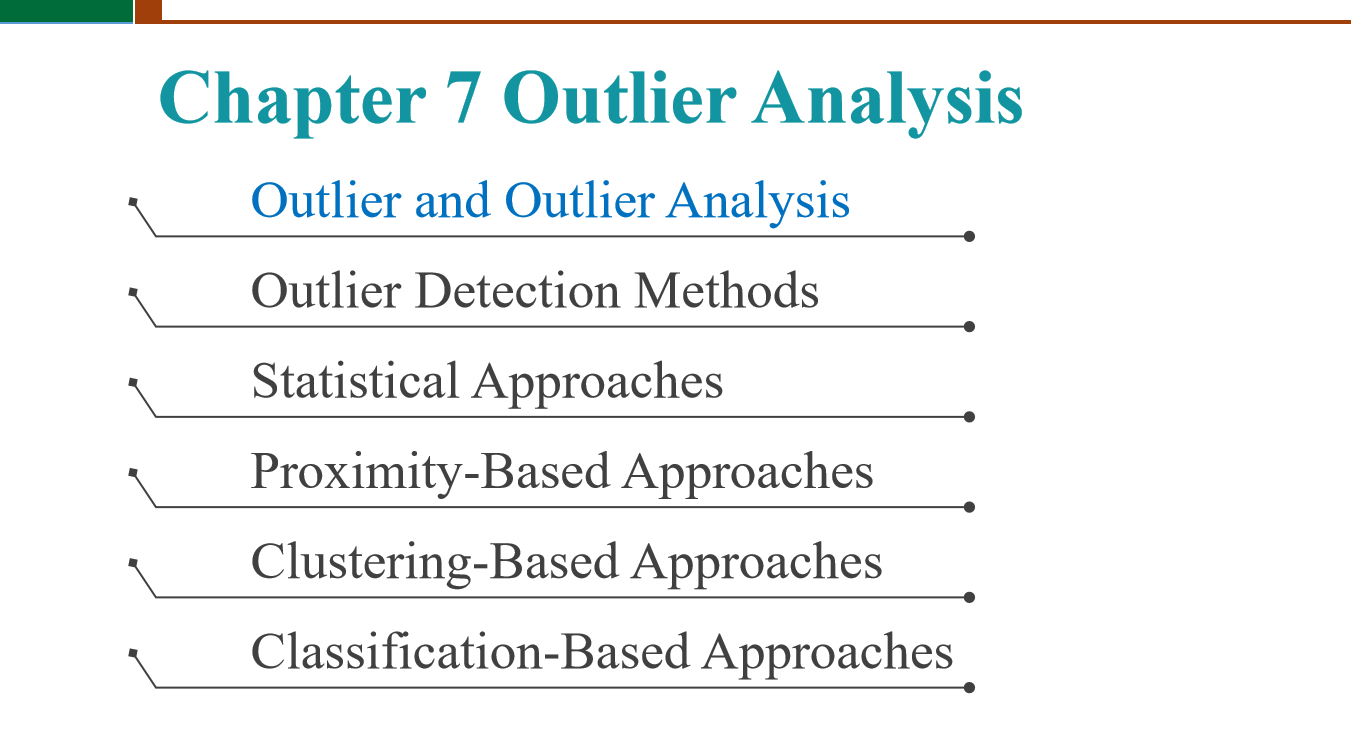 Chapter 7 Outlier Analysis
Outlier and Outlier Analysis
Outlier Detection Methods
Statistical Approaches
Proximity-Based Approaches
Clustering-Based Approaches
Classification-Based Approaches